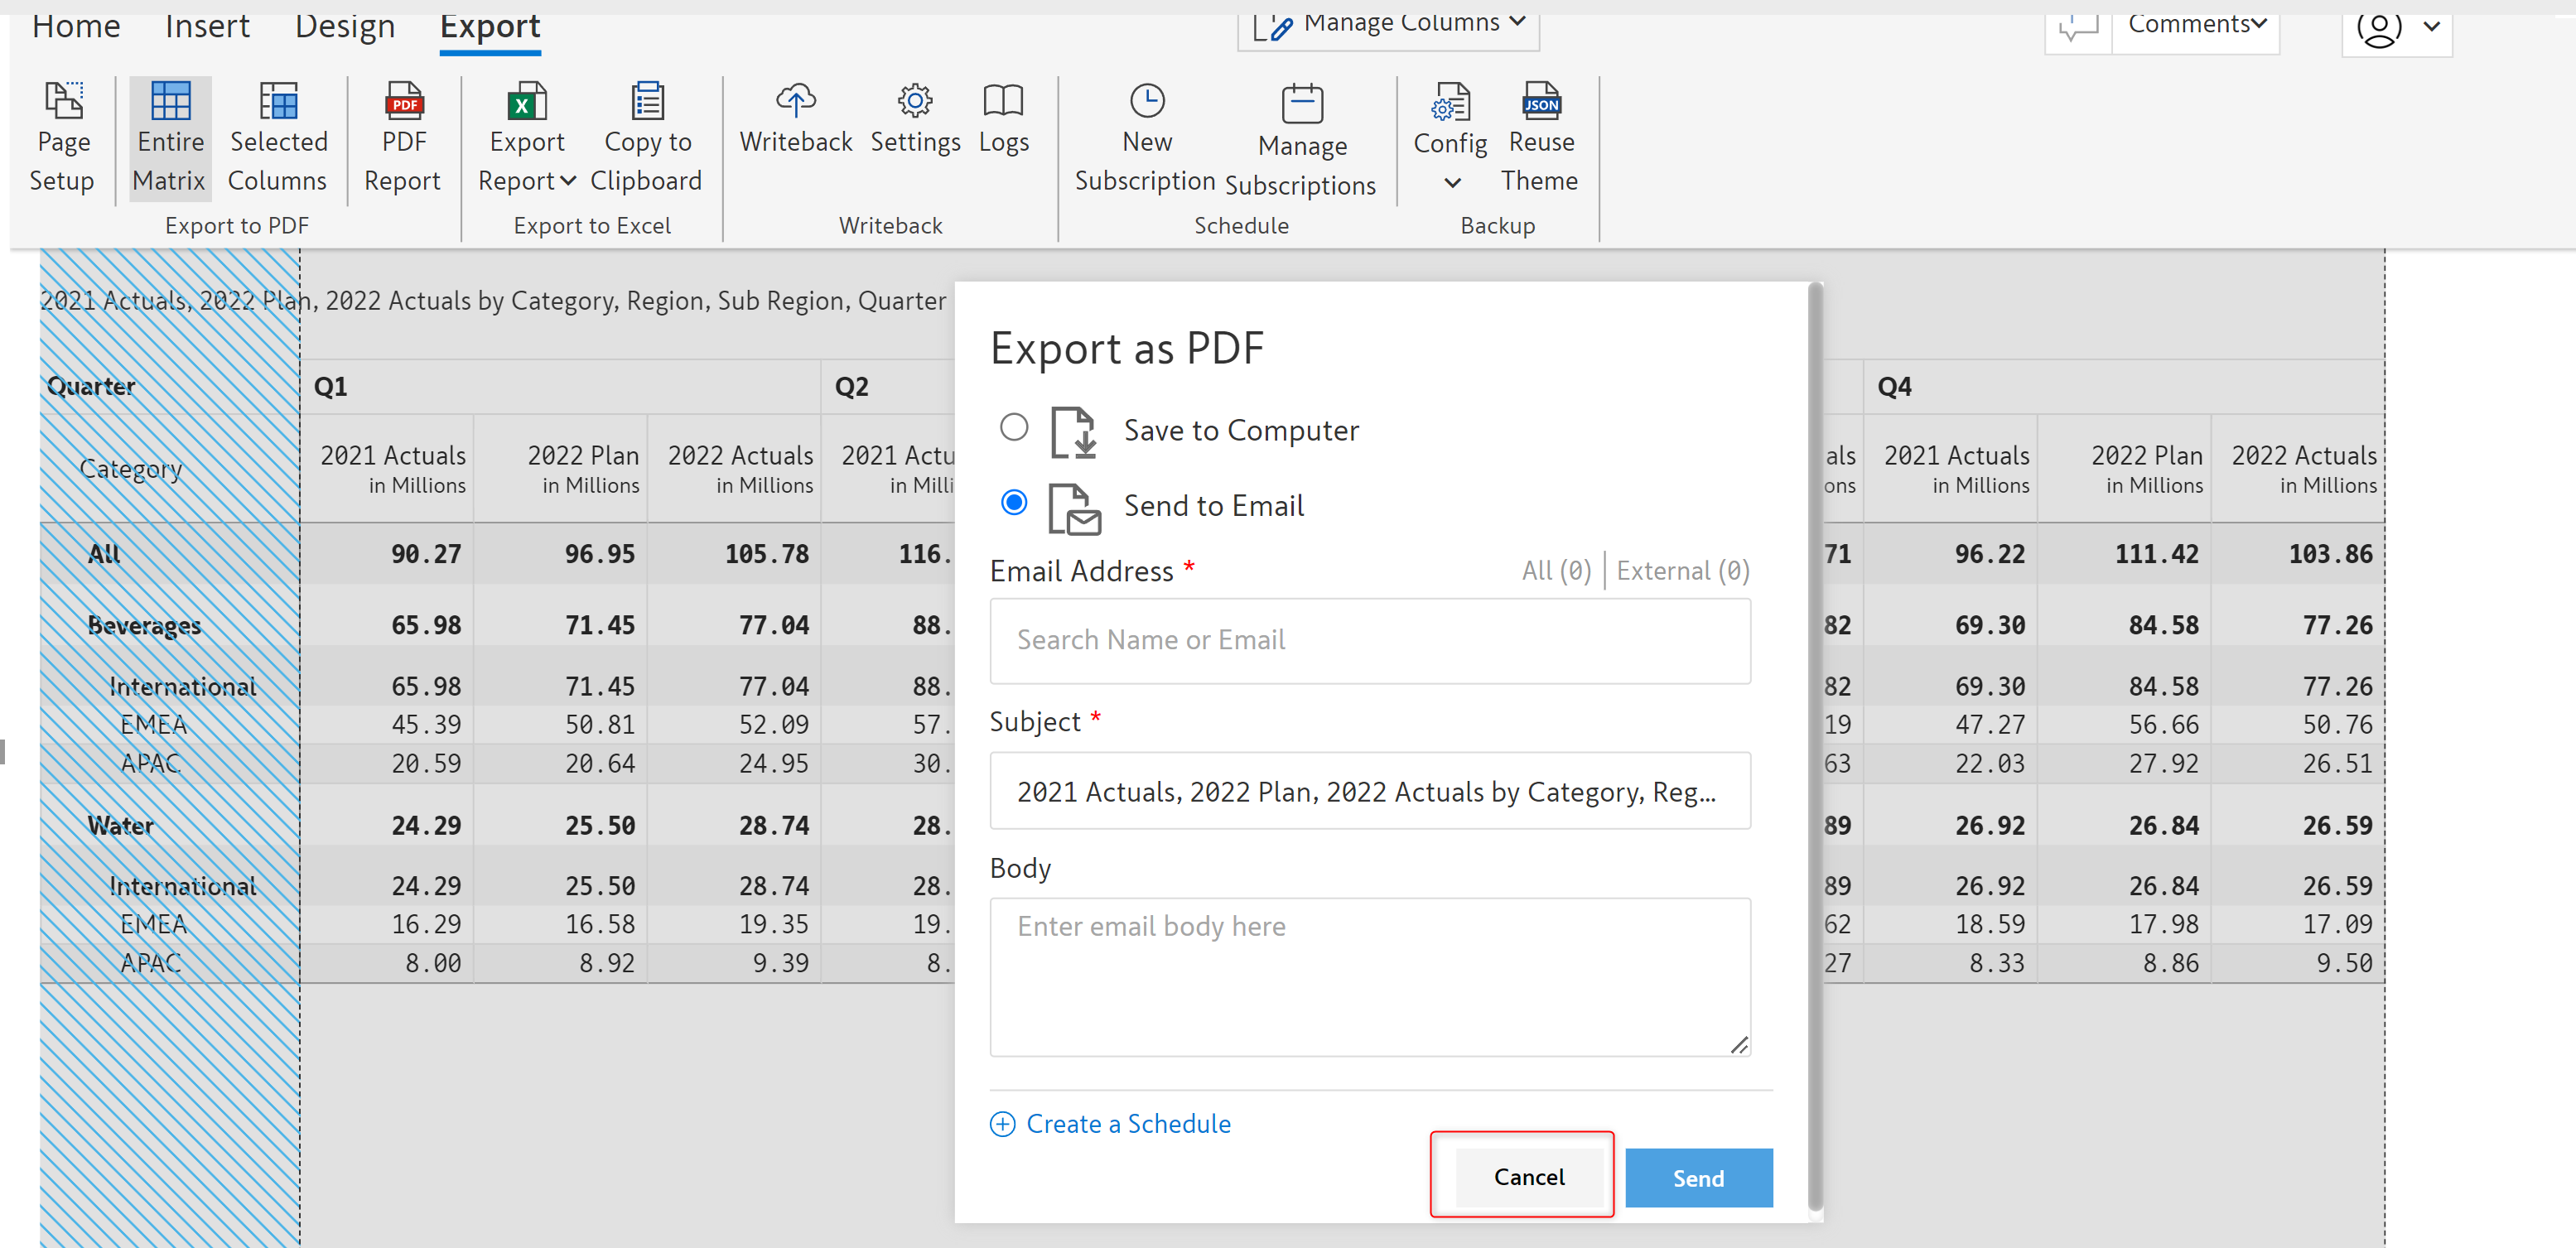 Home Insert Design Export Manage Columns Comments
Page Setup
Entire Matrix
Selected Columns
PDF
PDF Report
X
Export Report
Copy to Clipboard
Writeback Settings Logs
New Subscription
Manage Subscriptions
Config
JSON
Reuse Theme
Export to PDF Export to Excel Writeback Schedule Backup
2021 Actuals, 2022 Plan, 2022 Actuals by Category, Region, Sub Region, Quarter
Quarter Q1 Q2 Q4
Category 2021 Actuals 2022 Plan 2022 Actuals 2021 Actu als 2021 Actuals 2022 Plan 2022 Actuals
in Millions in Millions in Millions in Milli ons in Millions in Millions in Millions
All 90.27 96.95 105.78 116. 71 96.22 111.42 103.86
Beverages 65.98 71.45 77.04 88. 82 69.30 84.58 77.26
International 65.98 71.45 77.04 88. 82 69.30 84.58 77.26
EMEA 45.39 50.81 52.09 57. 19 47.27 56.66 50.76
APAC 20.59 20.64 24.95 30. 63 22.03 27.92 26.51
Water 24.29 25.50 28.74 28. 89 26.92 26.84 26.59
International 24.29 25.50 28.74 28. 89 26.92 26.84 26.59
EMEA 16.29 16.58 19.35 19. 62 18.59 17.98 17.09
APAC 8.00 8.92 9.39 8. 27 8.33 8.86 9.50
Export as PDF
Save to Computer
Send to Email
Email Address * All (0) | External (0)
Search Name or Email
Subject *
2021 Actuals, 2022 Plan, 2022 Actuals by Category, Reg...
Body
Enter email body here
Create a Schedule
Cancel Send